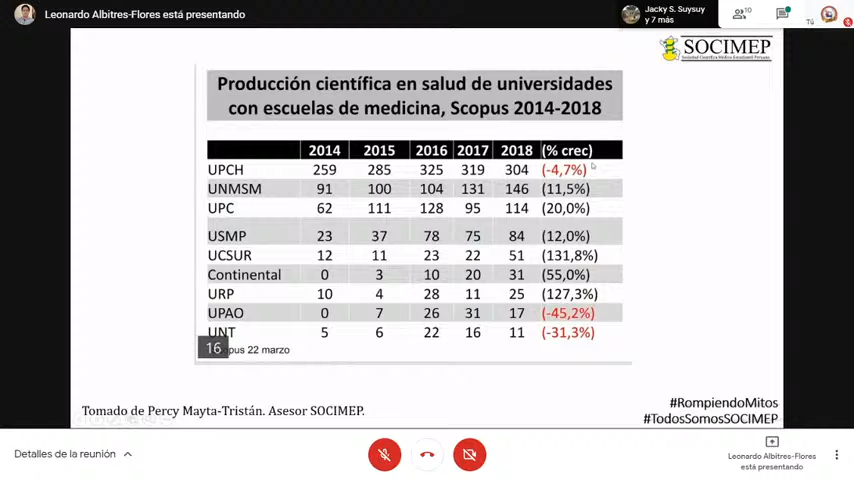 Leonardo Albitres-Flores está presentando
Jacky S. Suysuy
y 7 más
10
Tú
SOCIMEP
Sociedad Científica Médico Estudiantil Peruana
Producción científica en salud de universidades
con escuelas de medicina, Scopus 2014-2018
2014 2015 2016 2017 2018 (% crec)
UPCH 259 285 325 319 304 (-4,7%)
UNMSM 91 100 104 131 146 (11,5%)
UPC 62 111 128 95 114 (20,0%)
USMP 23 37 78 75 84 (12,0%)
UCSUR 12 11 23 22 51 (131,8%)
Continental 0 3 10 20 31 (55,0%)
URP 10 4 28 11 25 (127,3%)
UPAO 0 7 26 31 17 (-45,2%)
UNT 5 6 22 16 11 (-31,3%)
16
opus 22 marzo
Tomado de Percy Mayta-Tristán. Asesor SOCIMEP.
#RompiendoMitos
#TodosSomosSOCIMEP
Detalles de la reunión
Leonardo Albitres-Flores
está presentando